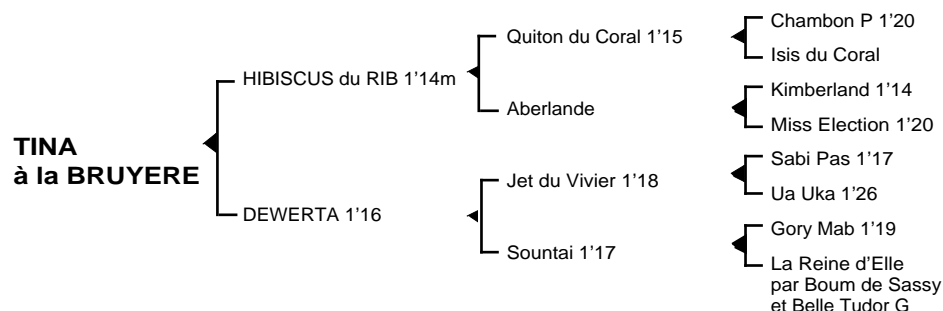 TINA
à la BRUYERE
HIBISCUS du RIB 1'14m
DEWERTA 1'16
Quiton du Coral 1'15
Aberlande
Jet du Vivier 1'18
Sountai 1'17
Chambon P 1'20
Isis du Coral
Kimberland 1'14
Miss Election 1'20
Sabi Pas 1'17
Ua Uka 1'26
Gory Mab 1'19
La Reine d'Elle
par Boum de Sassy
et Belle Tudor G